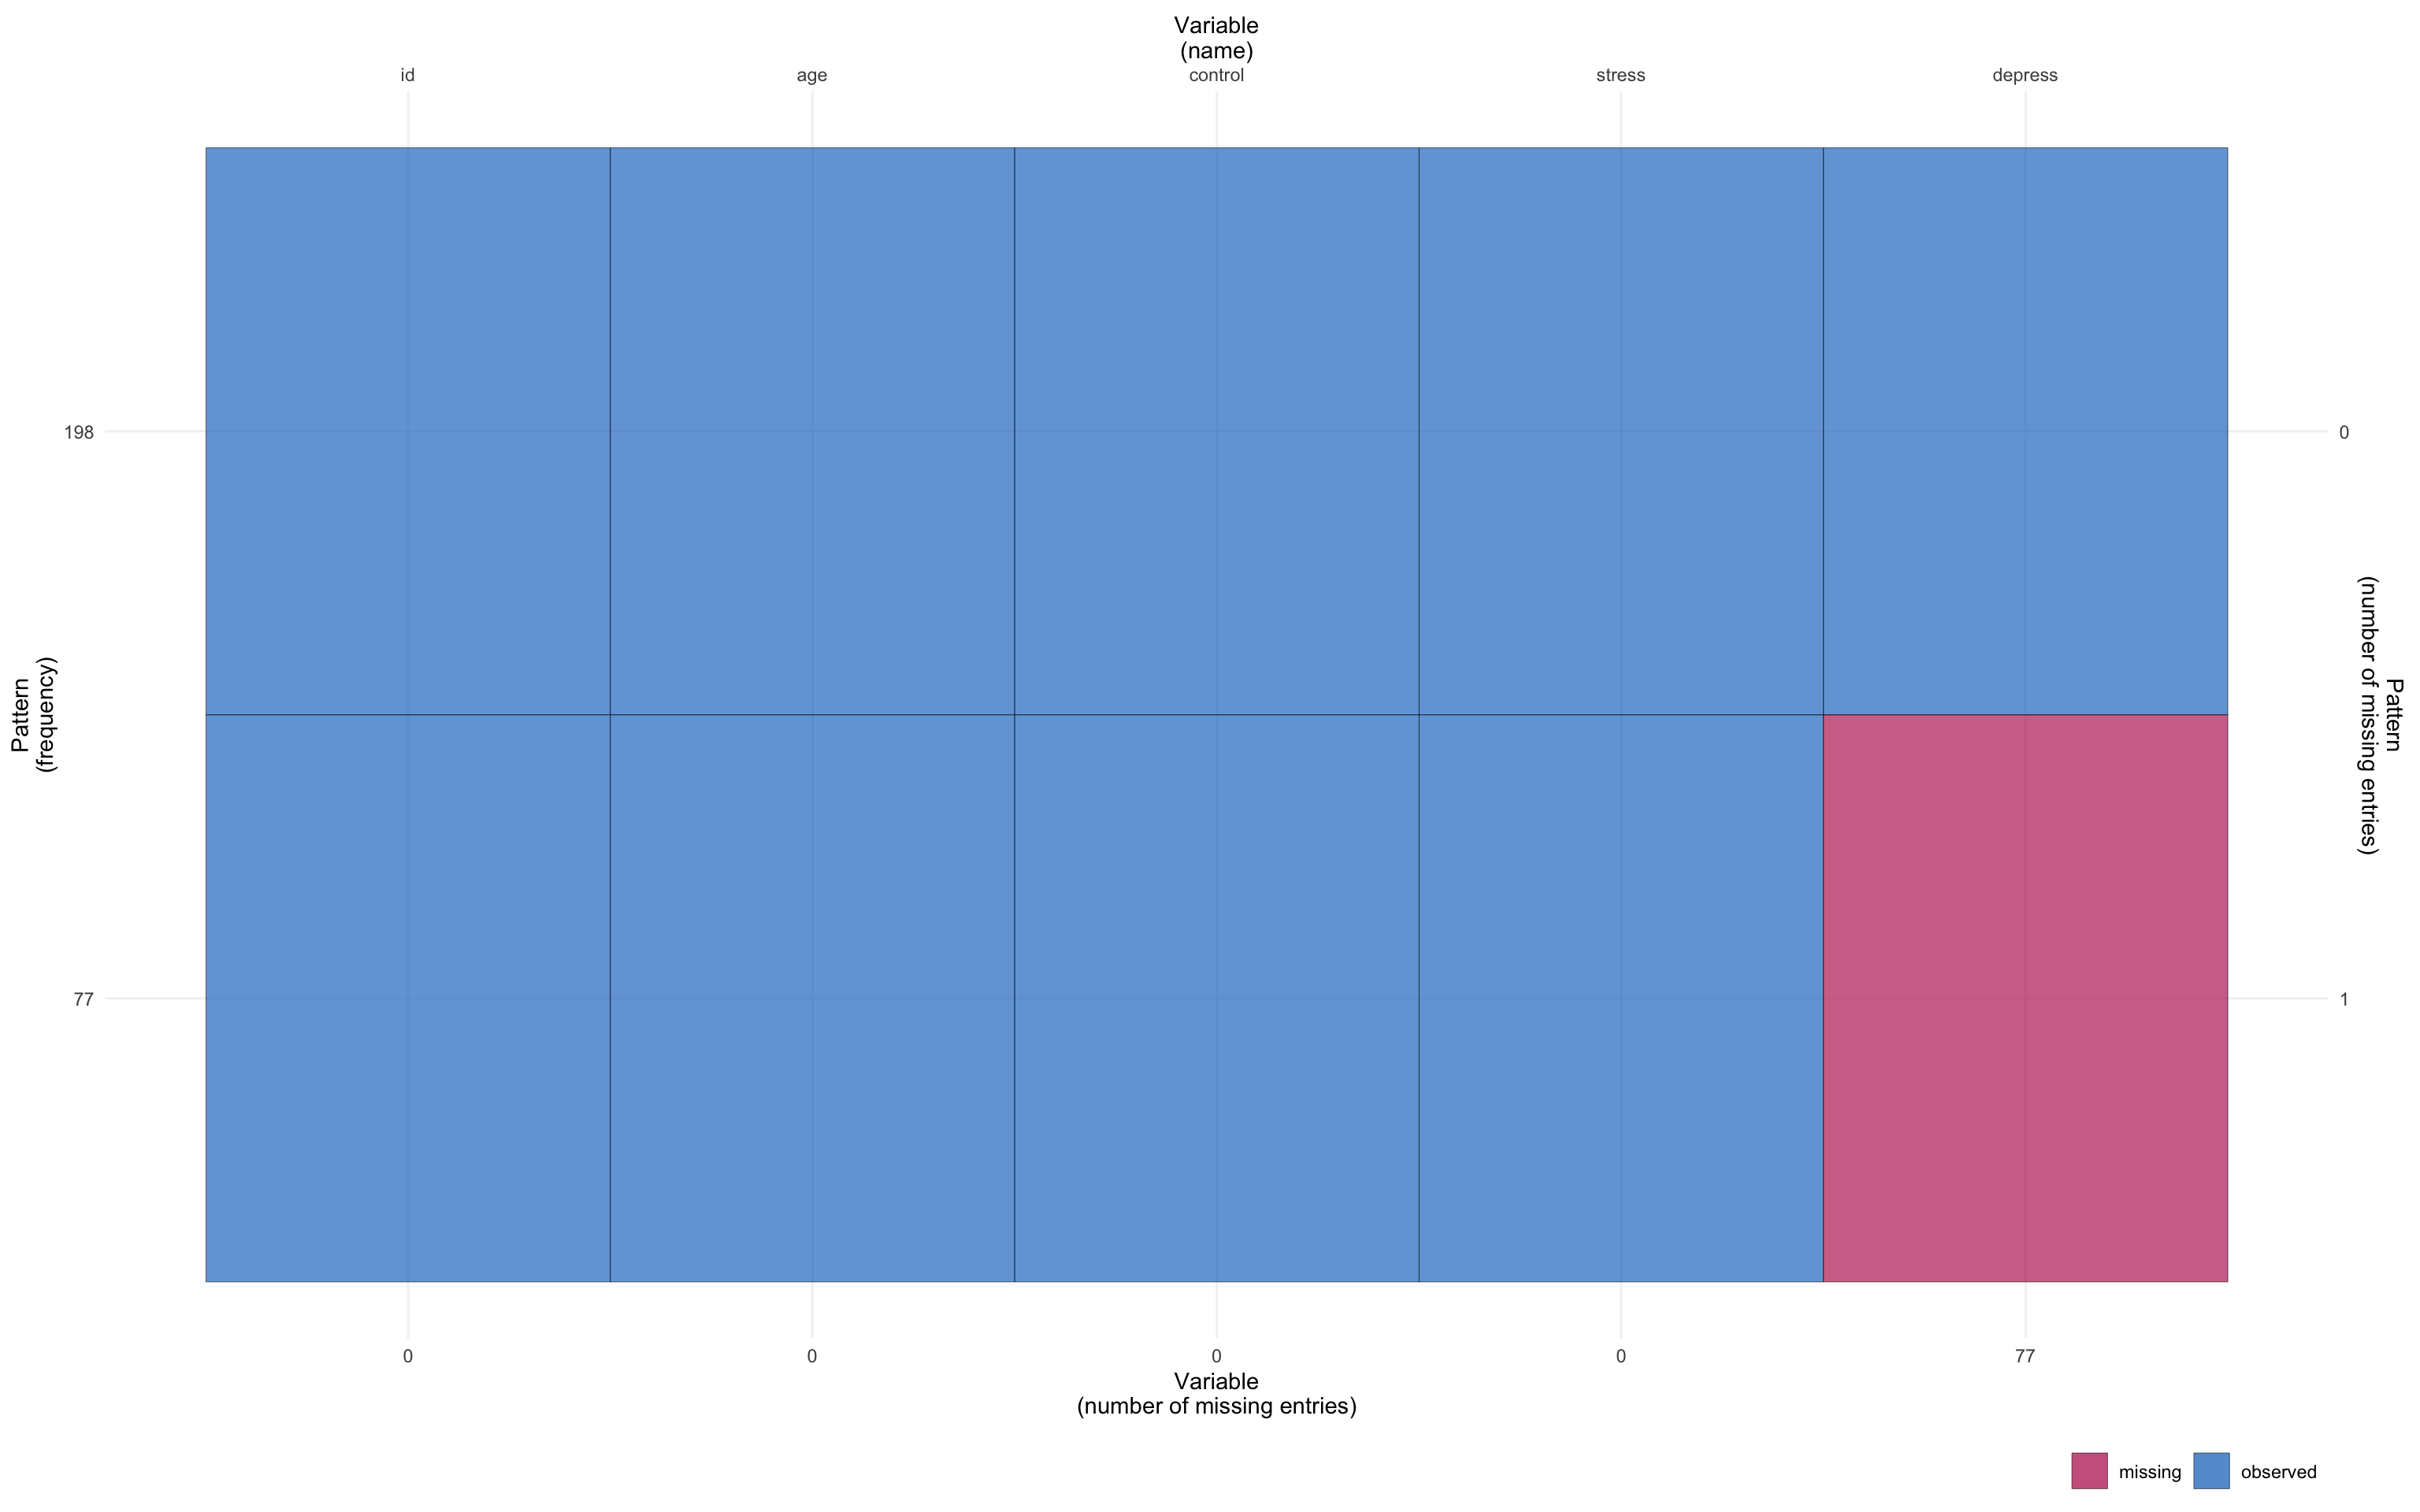 Variable
(name)
id age control stress depress
198 0
Pattern
(frequency)
Pattern
(number of missing entries)
77 1
0 0 0 0 77
Variable
(number of missing entries)
missing observed